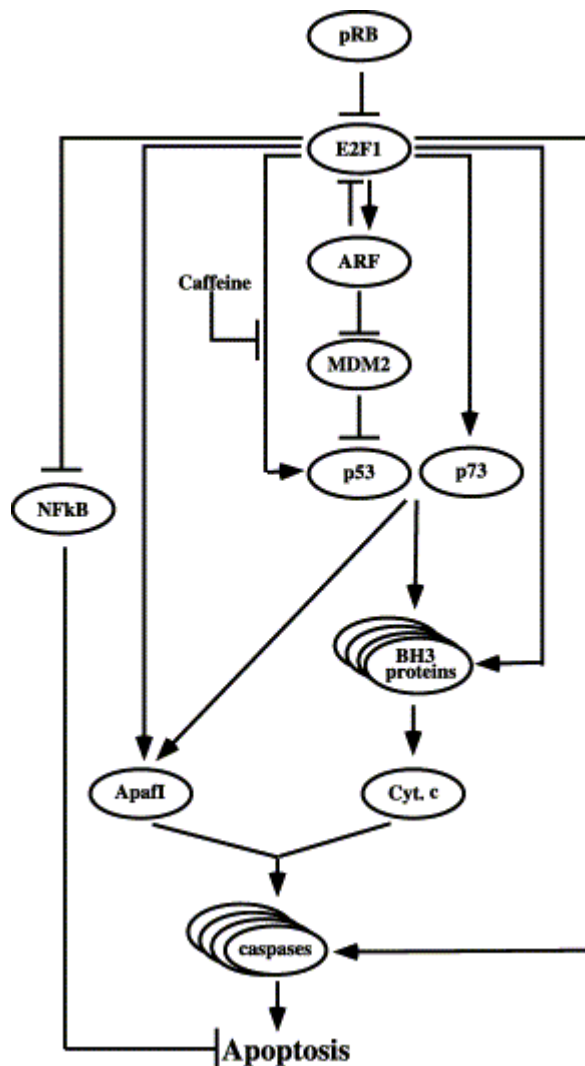 pRB
E2F1
ARF
Caffeine
MDM2
p53
p73
NFkB
BH3
proteins
ApafI
Cyt. c
caspases
Apoptosis